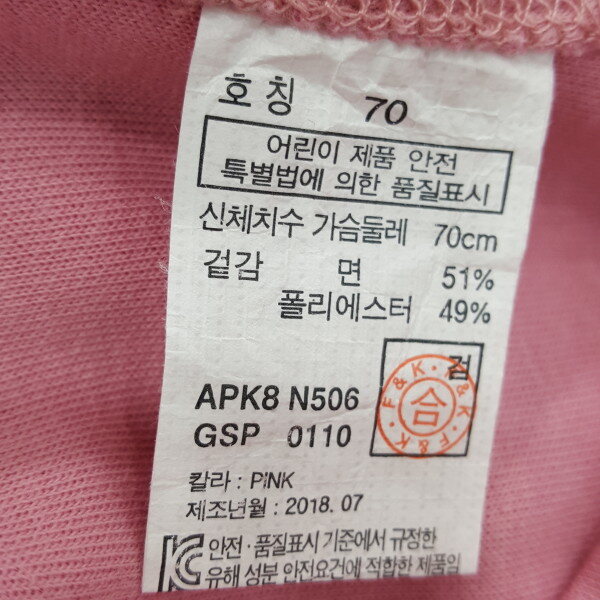 호 칭 70
어린이 제품 안전
특별법에 의한 품질표시
신체치수 가슴둘레 70cm
겉감 면 51%
폴리에스터 49%
검
F&K · F&K · F&K
合
APK8 N506
GSP 0110
칼라 : PINK
제조년월 : 2018. 07
안전·품질표시 기준에서 규정한
유해 성분 안전요건에 적합한 제품임